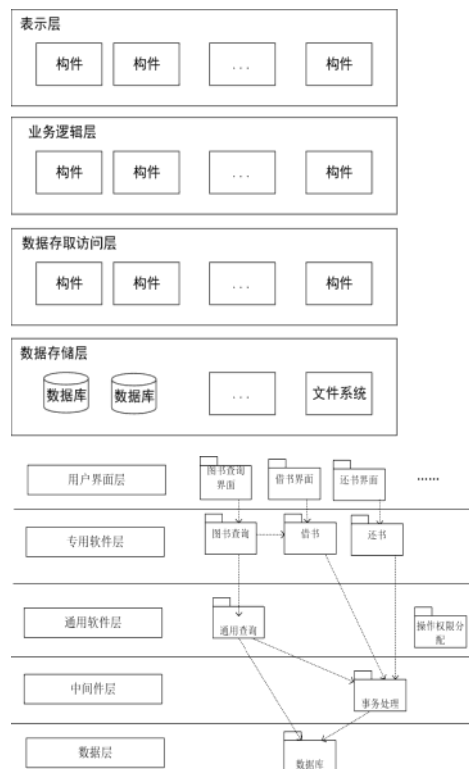 表示层
构件 构件 ... 构件
业务逻辑层
构件 构件 ... 构件
数据存取访问层
构件 构件 ... 构件
数据存储层
数据库 数据库 ... 文件系统
用户界面层
图书查询
界面
借书界面
还书界面
······
专用软件层
图书查询
借书
还书
通用软件层
通用查询
操作权限分
配
中间件层
事务处理
数据层
数据库